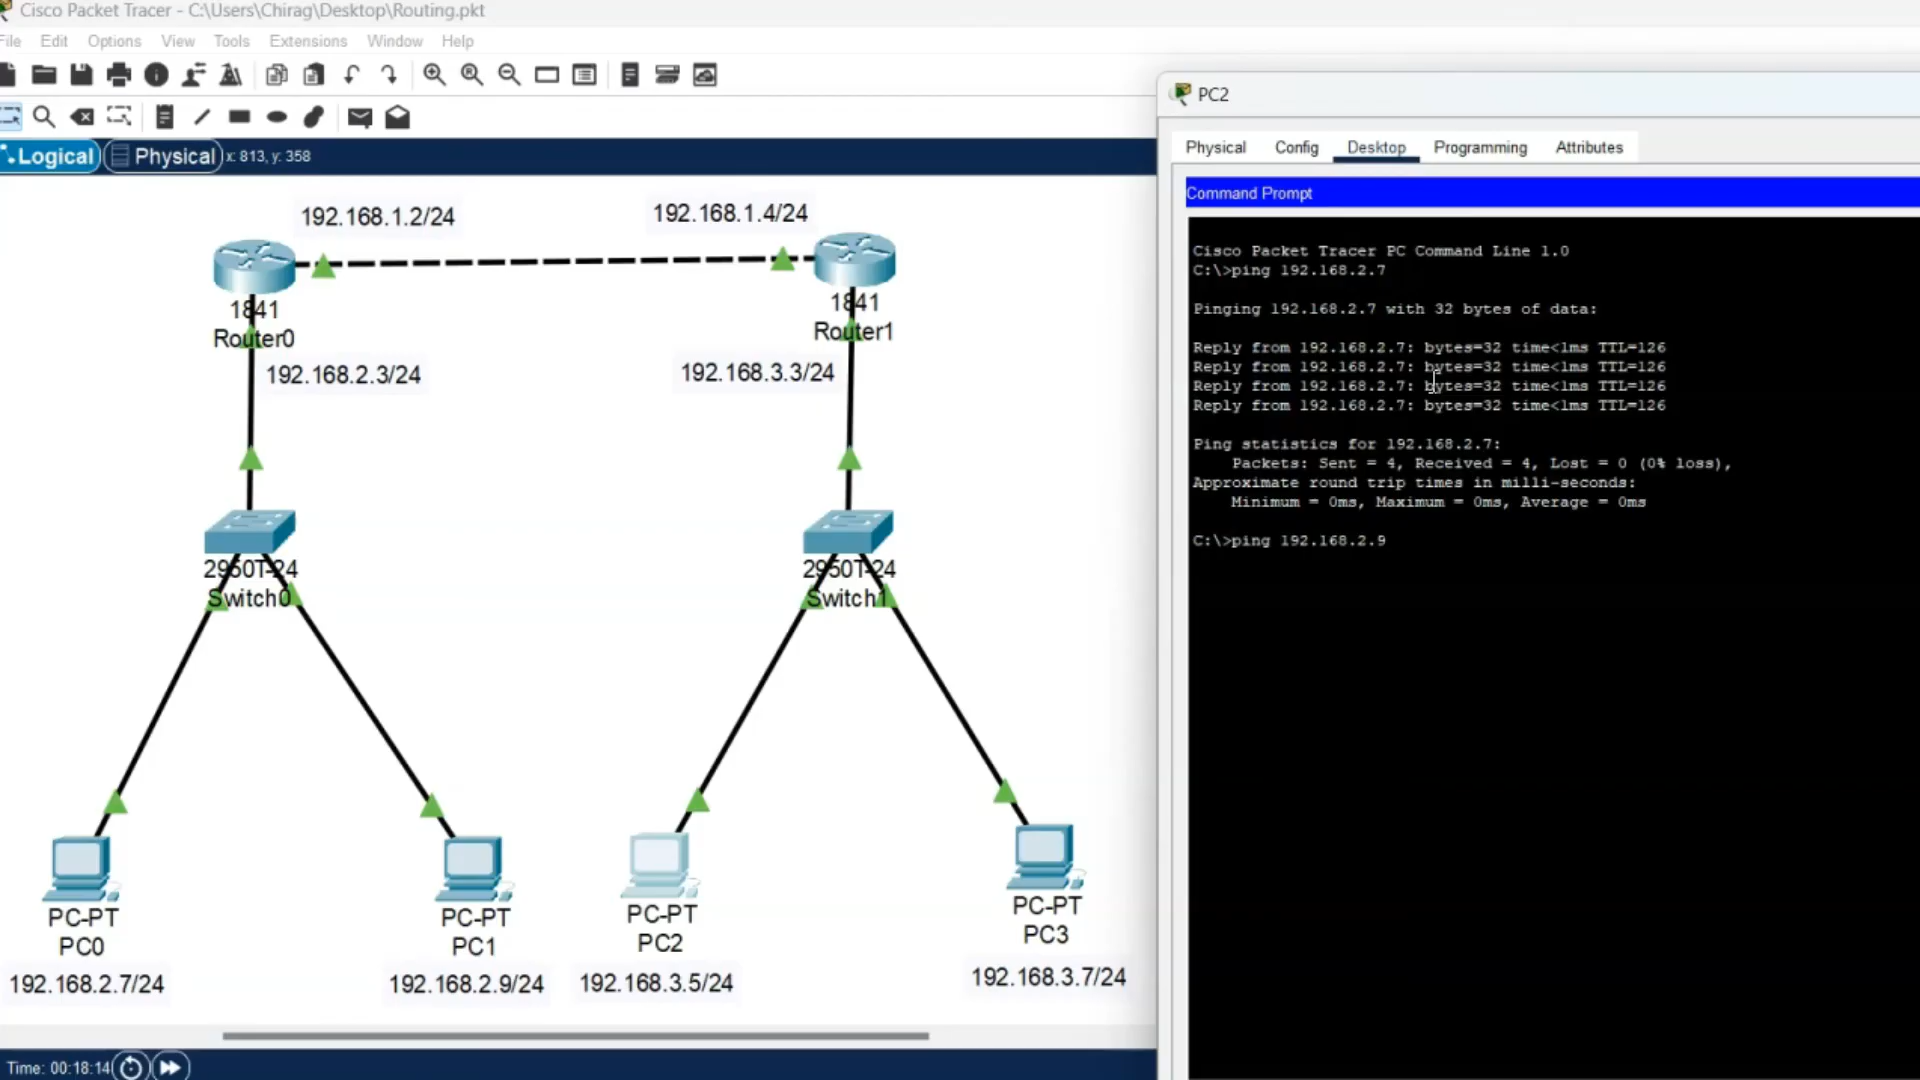 Cisco Packet Tracer - C:\Users\Chirag\Desktop\Routing.pkt
File Edit Options View Tools Extensions Window Help
Logical Physical x: 813, y: 358
192.168.1.2/24
192.168.1.4/24
1841
Router0
1841
Router1
192.168.2.3/24
192.168.3.3/24
2950T-24
Switch0
2950T-24
Switch1
PC-PT
PC0
192.168.2.7/24
PC-PT
PC1
192.168.2.9/24
PC-PT
PC2
192.168.3.5/24
PC-PT
PC3
192.168.3.7/24
Time: 00:18:14
PC2
Physical Config Desktop Programming Attributes
Command Prompt
Cisco Packet Tracer PC Command Line 1.0
C:\>ping 192.168.2.7
Pinging 192.168.2.7 with 32 bytes of data:
Reply from 192.168.2.7: bytes=32 time<1ms TTL=126
Reply from 192.168.2.7: bytes=32 time<1ms TTL=126
Reply from 192.168.2.7: bytes=32 time<1ms TTL=126
Reply from 192.168.2.7: bytes=32 time<1ms TTL=126
Ping statistics for 192.168.2.7:
Packets: Sent = 4, Received = 4, Lost = 0 (0% loss),
Approximate round trip times in milli-seconds:
Minimum = 0ms, Maximum = 0ms, Average = 0ms
C:\>ping 192.168.2.9